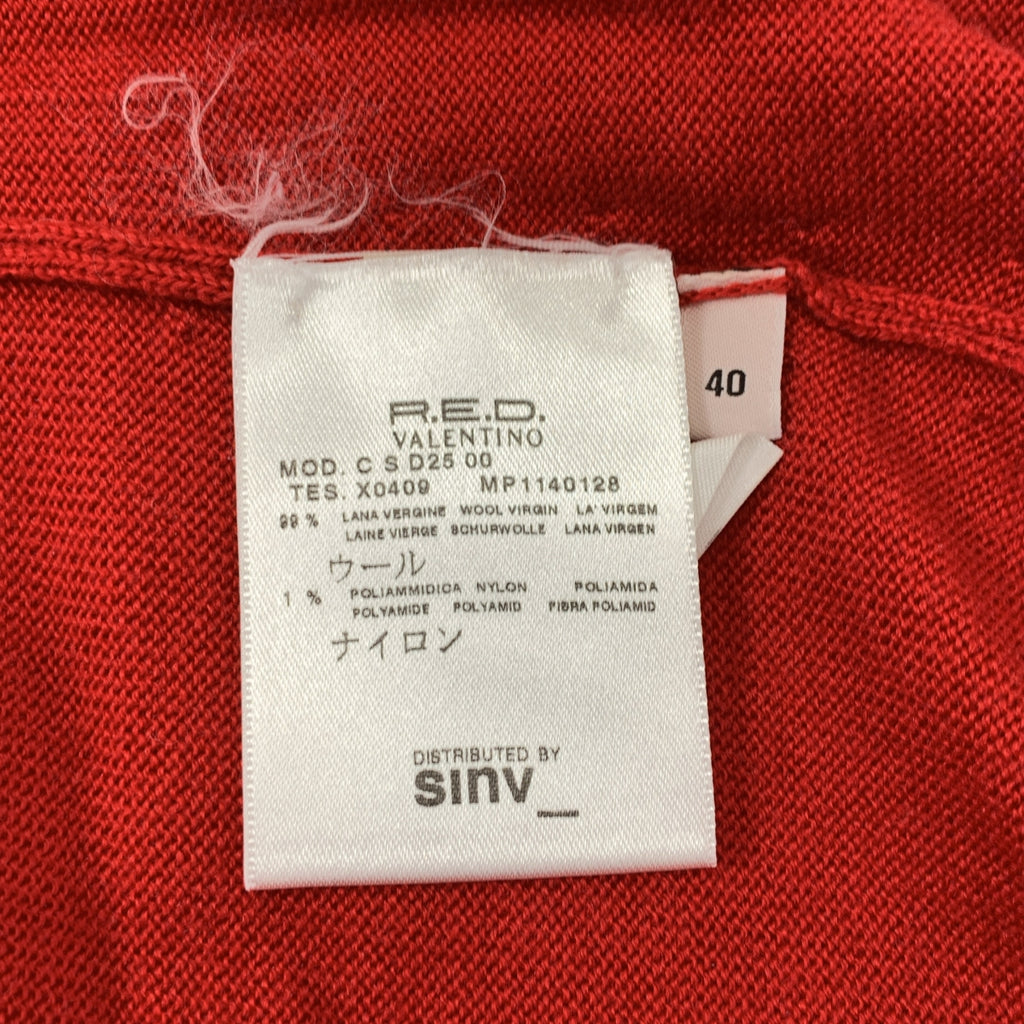 R.E.D.
VALENTINO
MOD. C S D25 00
TES. X0409 MP1140128
99 % LANA VERGINE WOOL VIRGIN LA' VIRGEM
LAINE VIERGE SCHURWOLLE LANA VIRGEN
ウール
1 % POLIAMMIDICA NYLON POLIAMIDA
POLYAMIDE POLYAMID FIBRA POLIAMID
ナイロン
DISTRIBUTED BY
sinv_
40